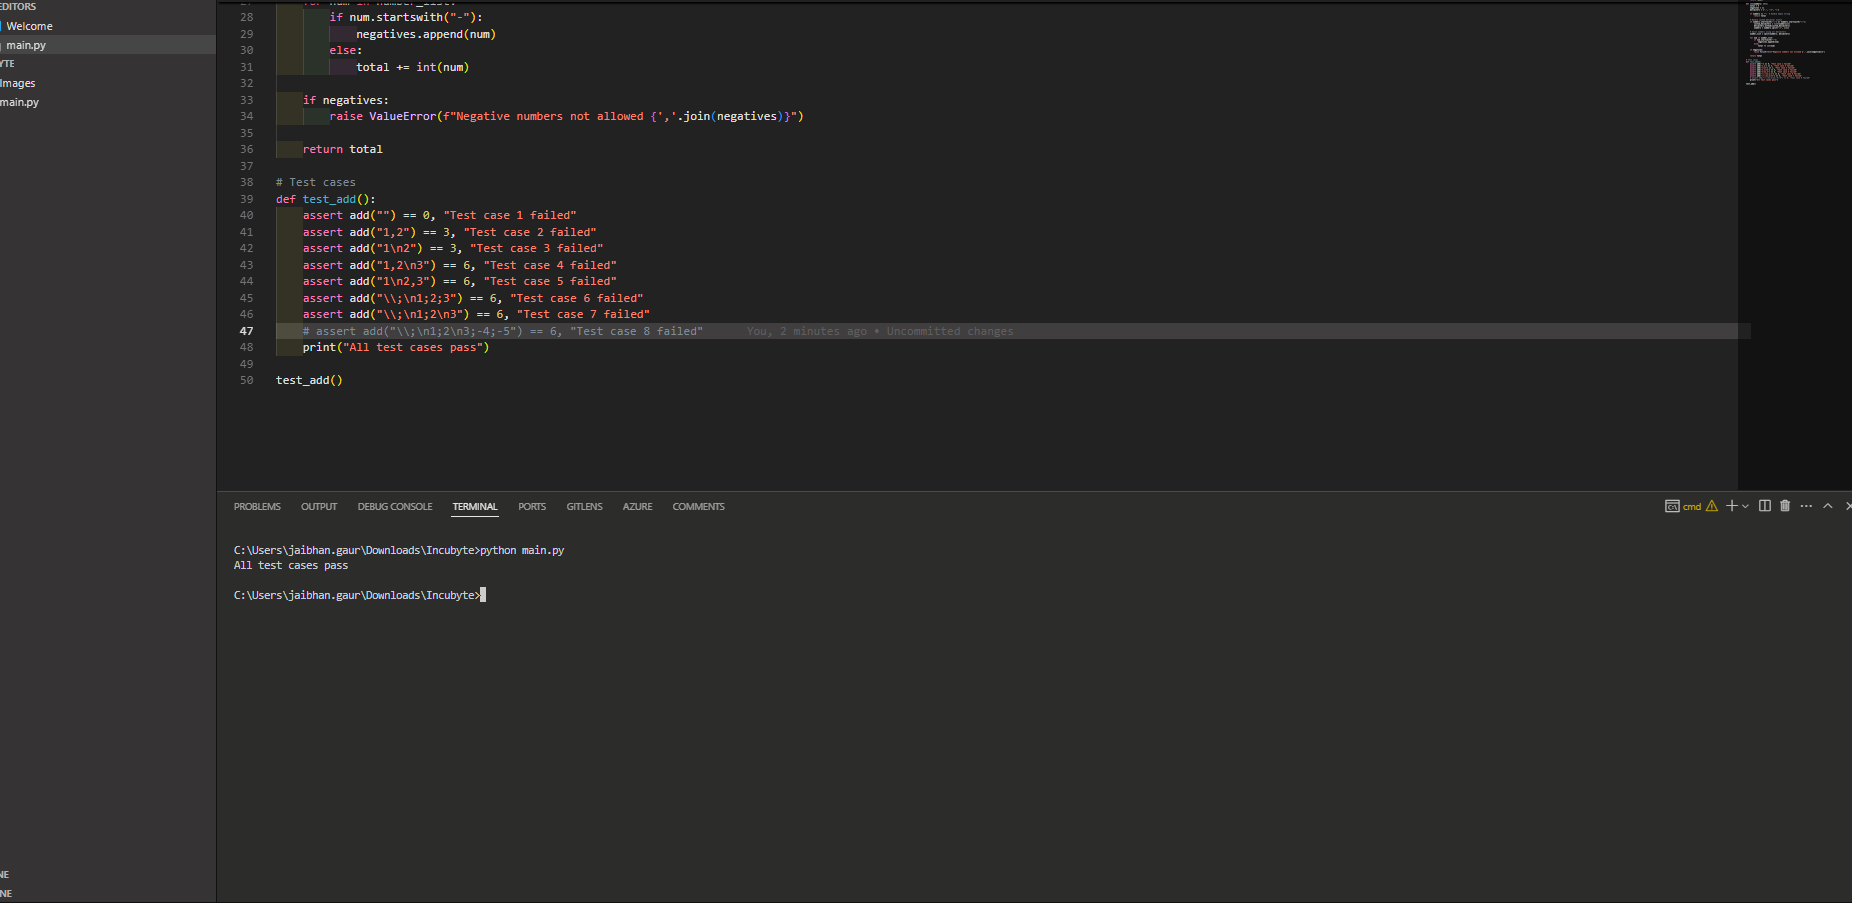 EDITORS
Welcome
main.py
YTE
Images
main.py
NE
NE
27 for num in number_list:
28 if num.startswith("-"):
29 negatives.append(num)
30 else:
31 total += int(num)
32
33 if negatives:
34 raise ValueError(f"Negative numbers not allowed {','.join(negatives)}")
35
36 return total
37
38 # Test cases
39 def test_add():
40 assert add("") == 0, "Test case 1 failed"
41 assert add("1,2") == 3, "Test case 2 failed"
42 assert add("1\n2") == 3, "Test case 3 failed"
43 assert add("1,2\n3") == 6, "Test case 4 failed"
44 assert add("1\n2,3") == 6, "Test case 5 failed"
45 assert add("\\;\n1;2;3") == 6, "Test case 6 failed"
46 assert add("\\;\n1;2\n3") == 6, "Test case 7 failed"
47 # assert add("\\;\n1;2\n3;-4;-5") == 6, "Test case 8 failed" You, 2 minutes ago • Uncommitted changes
48 print("All test cases pass")
49
50 test_add()
PROBLEMS OUTPUT DEBUG CONSOLE TERMINAL PORTS GITLENS AZURE COMMENTS
cmd
C:\Users\jaibhan.gaur\Downloads\Incubyte>python main.py
All test cases pass
C:\Users\jaibhan.gaur\Downloads\Incubyte>